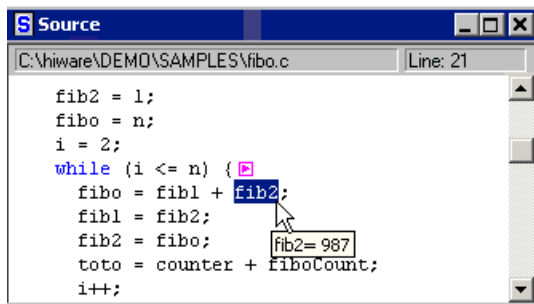 S Source
C:\hiware\DEMO\SAMPLES\fibo.c Line: 21
fib2 = 1;
fibo = n;
i = 2;
while (i <= n) {
fibo = fib1 + fib2;
fib1 = fib2;
fib2 = fibo;
fib2= 987
toto = counter + fiboCount;
i++;